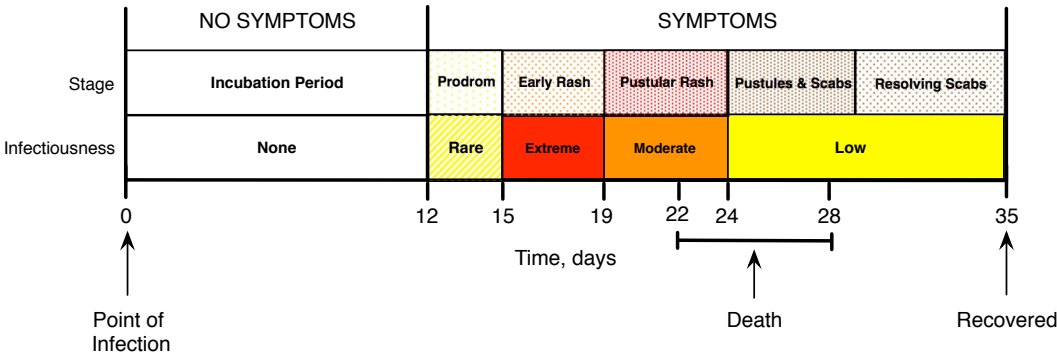 NO SYMPTOMS
SYMPTOMS
Stage
Incubation Period
Prodrom
Early Rash
Pustular Rash
Pustules & Scabs
Resolving Scabs
Infectiousness
None
Rare
Extreme
Moderate
Low
0
12
15
19
22
24
28
35
Time, days
Point of
Infection
Death
Recovered